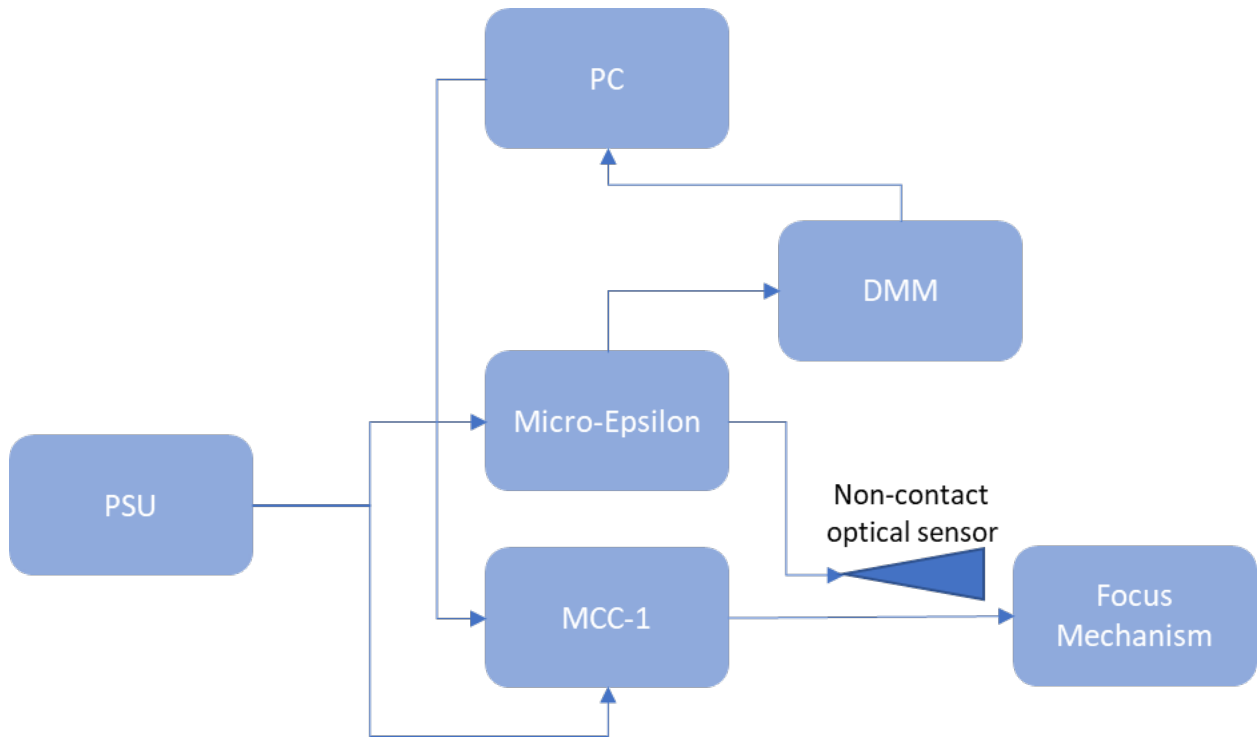 PC
DMM
Micro-Epsilon
PSU
Non-contact
optical sensor
MCC-1
Focus
Mechanism